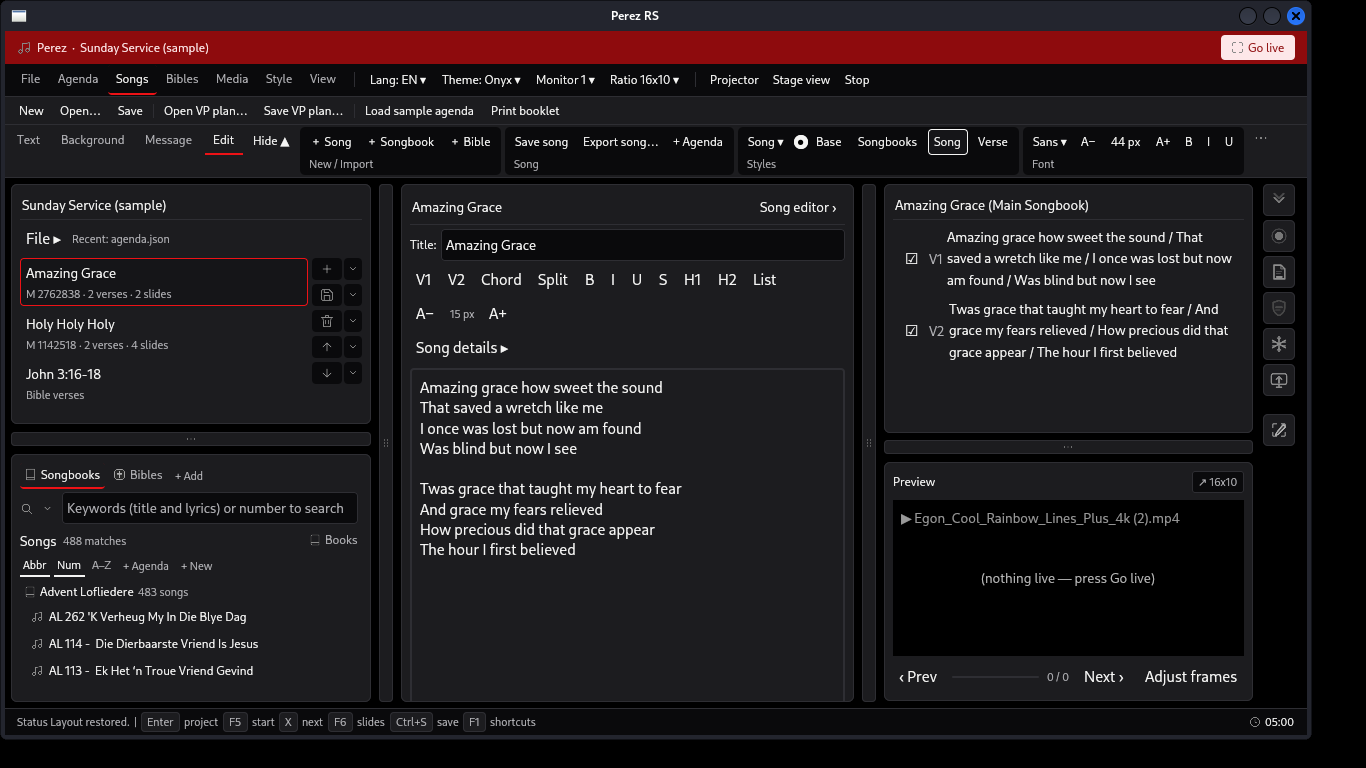 Perez RS
Perez · Sunday Service (sample)
Go live
File Agenda Songs Bibles Media Style View Lang: EN ▾ Theme: Onyx ▾ Monitor 1 ▾ Ratio 16x10 ▾ Projector Stage view Stop
New Open... Save Open VP plan... Save VP plan... Load sample agenda Print booklet
Text Background Message Edit Hide ▲
+ Song + Songbook + Bible
New / Import
Save song Export song... + Agenda
Song
Song ▾ Base Songbooks Song Verse
Styles
Sans ▾ A− 44 px A+ B I U
Font
...
Sunday Service (sample)
File ▸ Recent: agenda.json
Amazing Grace
M 2762838 · 2 verses · 2 slides
Holy Holy Holy
M 1142518 · 2 verses · 4 slides
John 3:16-18
Bible verses
Songbooks Bibles + Add
Keywords (title and lyrics) or number to search
Songs 488 matches Books
Abbr Num A–Z + Agenda + New
Advent Lofliedere 483 songs
AL 262 'K Verheug My In Die Blye Dag
AL 114 - Die Dierbaarste Vriend Is Jesus
AL 113 - Ek Het ‘n Troue Vriend Gevind
Amazing Grace Song editor ›
Title: Amazing Grace
V1 V2 Chord Split B I U S H1 H2 List
A− 15 px A+
Song details ▸
Amazing grace how sweet the sound
That saved a wretch like me
I once was lost but now am found
Was blind but now I see
Twas grace that taught my heart to fear
And grace my fears relieved
How precious did that grace appear
The hour I first believed
Amazing Grace (Main Songbook)
Amazing grace how sweet the sound / That
V1 saved a wretch like me / I once was lost but now
am found / Was blind but now I see
Twas grace that taught my heart to fear / And
V2 grace my fears relieved / How precious did that
grace appear / The hour I first believed
Preview ↗ 16x10
▶ Egon_Cool_Rainbow_Lines_Plus_4k (2).mp4
(nothing live — press Go live)
‹ Prev 0 / 0 Next › Adjust frames
Status Layout restored. | Enter project F5 start X next F6 slides Ctrl+S save F1 shortcuts 05:00